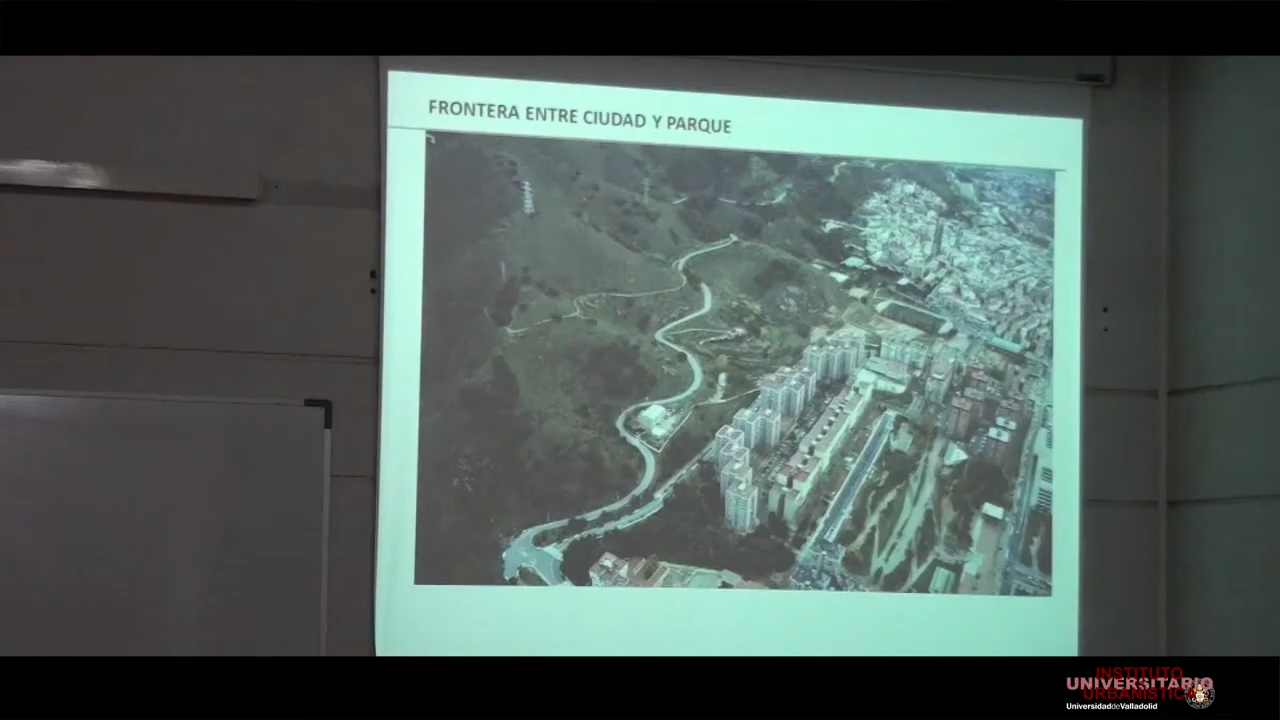 FRONTERA ENTRE CIUDAD Y PARQUE
INSTITUTO
UNIVERSITARIO
URBANÍSTICA
UniversidaddeValladolid